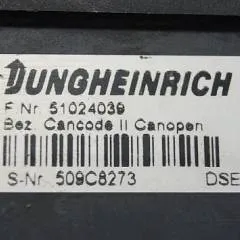 JUNGHEINRICH
F.Nr. 51024039
Bez. Cancode II Canopen
S-Nr. 509C8273 DSE